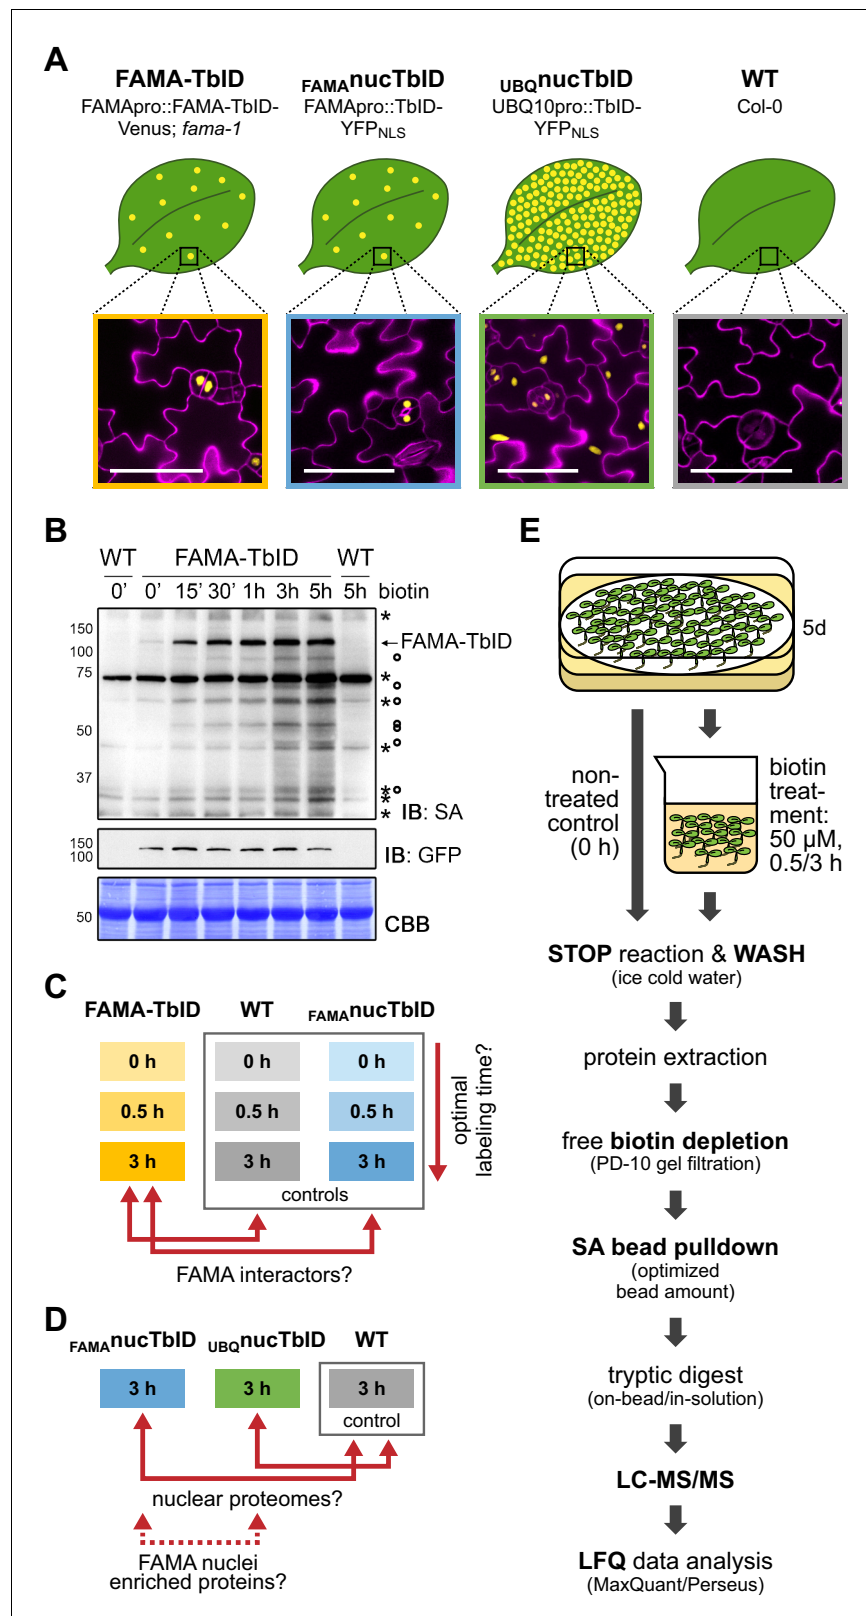 A
FAMA-TbID
FAMApro::FAMA-TbID-
Venus; fama-1
FAMAnucTbID
FAMApro::TbID-
YFPNLS
UBQnucTbID
UBQ10pro::TbID-
YFPNLS
WT
Col-0
B
WT FAMA-TbID WT
0' 0' 15' 30' 1h 3h 5h 5h biotin
150
100
75
50
37
*
←FAMA-TbID
*
*
*
*
*
*
IB: SA
150
100
IB: GFP
50
CBB
C
FAMA-TbID WT FAMAnucTbID
0 h 0 h 0 h
0.5 h 0.5 h 0.5 h
3 h 3 h 3 h
controls
optimal
labeling time?
FAMA interactors?
D
FAMAnucTbID UBQnucTbID WT
3 h 3 h 3 h
control
nuclear proteomes?
FAMA nuclei
enriched proteins?
E
5d
non-
treated
control
(0 h)
biotin
treat-
ment:
50 µM,
0.5/3 h
STOP reaction & WASH
(ice cold water)
protein extraction
free biotin depletion
(PD-10 gel filtration)
SA bead pulldown
(optimized
bead amount)
tryptic digest
(on-bead/in-solution)
LC-MS/MS
LFQ data analysis
(MaxQuant/Perseus)